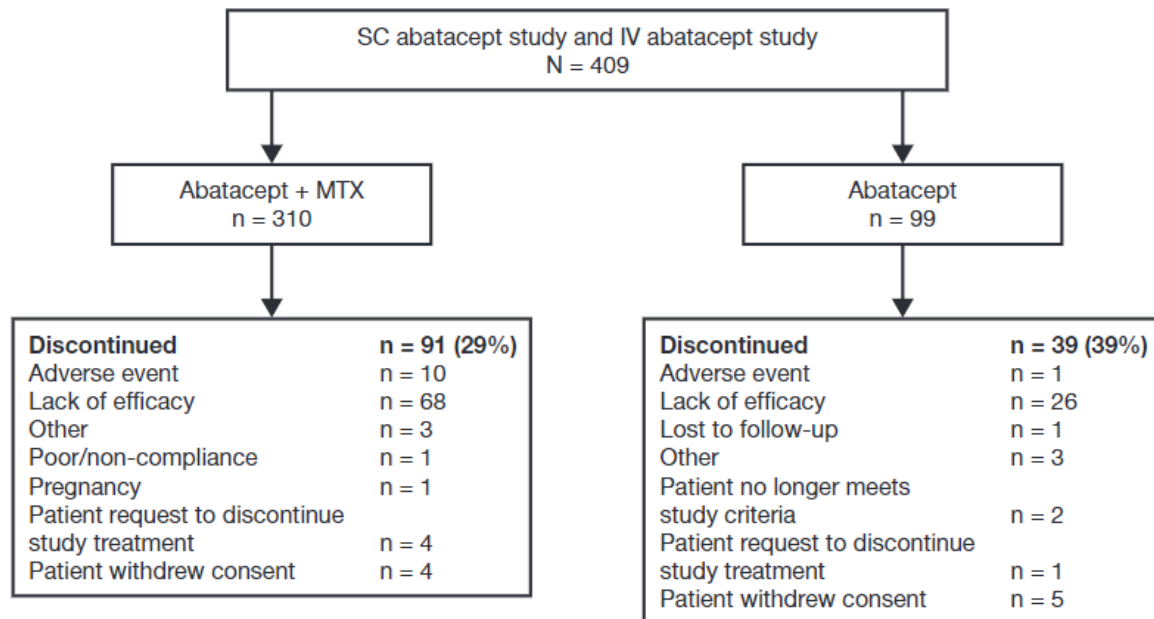 SC abatacept study and IV abatacept study
N = 409
Abatacept + MTX
n = 310
Abatacept
n = 99
Discontinued n = 91 (29%)
Adverse event n = 10
Lack of efficacy n = 68
Other n = 3
Poor/non-compliance n = 1
Pregnancy n = 1
Patient request to discontinue
study treatment n = 4
Patient withdrew consent n = 4
Discontinued n = 39 (39%)
Adverse event n = 1
Lack of efficacy n = 26
Lost to follow-up n = 1
Other n = 3
Patient no longer meets
study criteria n = 2
Patient request to discontinue
study treatment n = 1
Patient withdrew consent n = 5